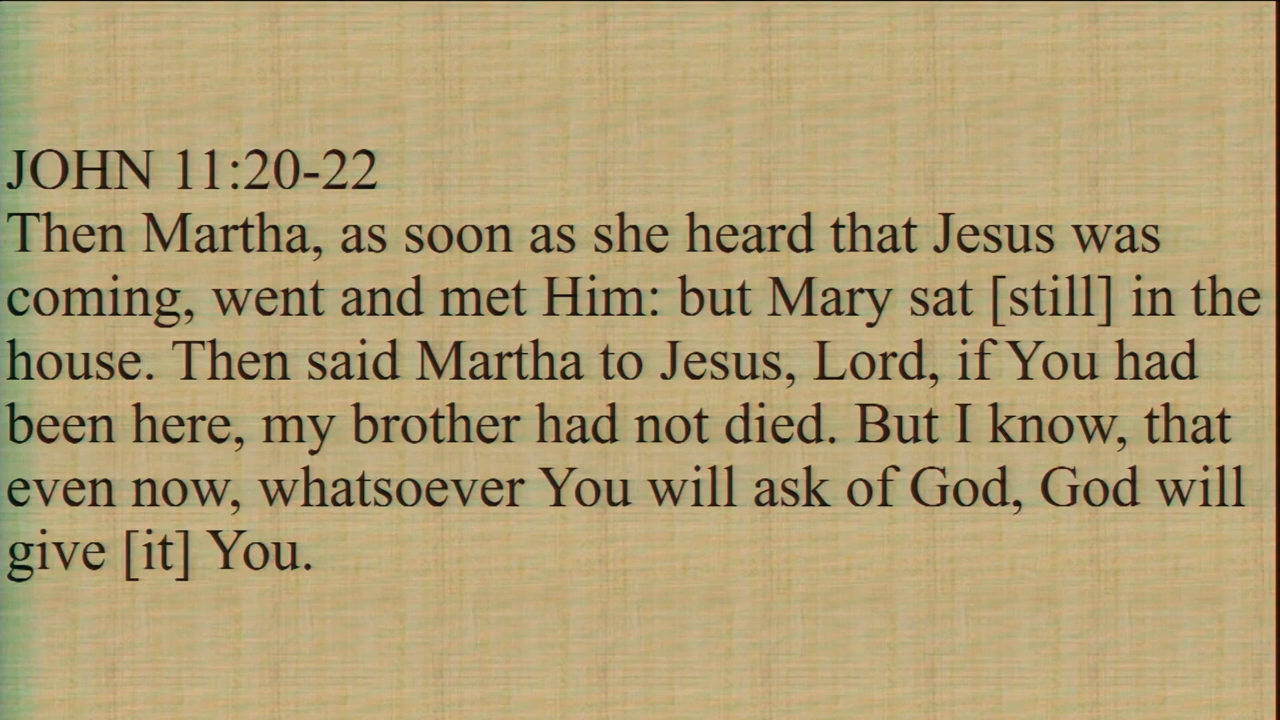 JOHN 11:20-22
Then Martha, as soon as she heard that Jesus was
coming, went and met Him: but Mary sat [still] in the
house. Then said Martha to Jesus, Lord, if You had
been here, my brother had not died. But I know, that
even now, whatsoever You will ask of God, God will
give [it] You.